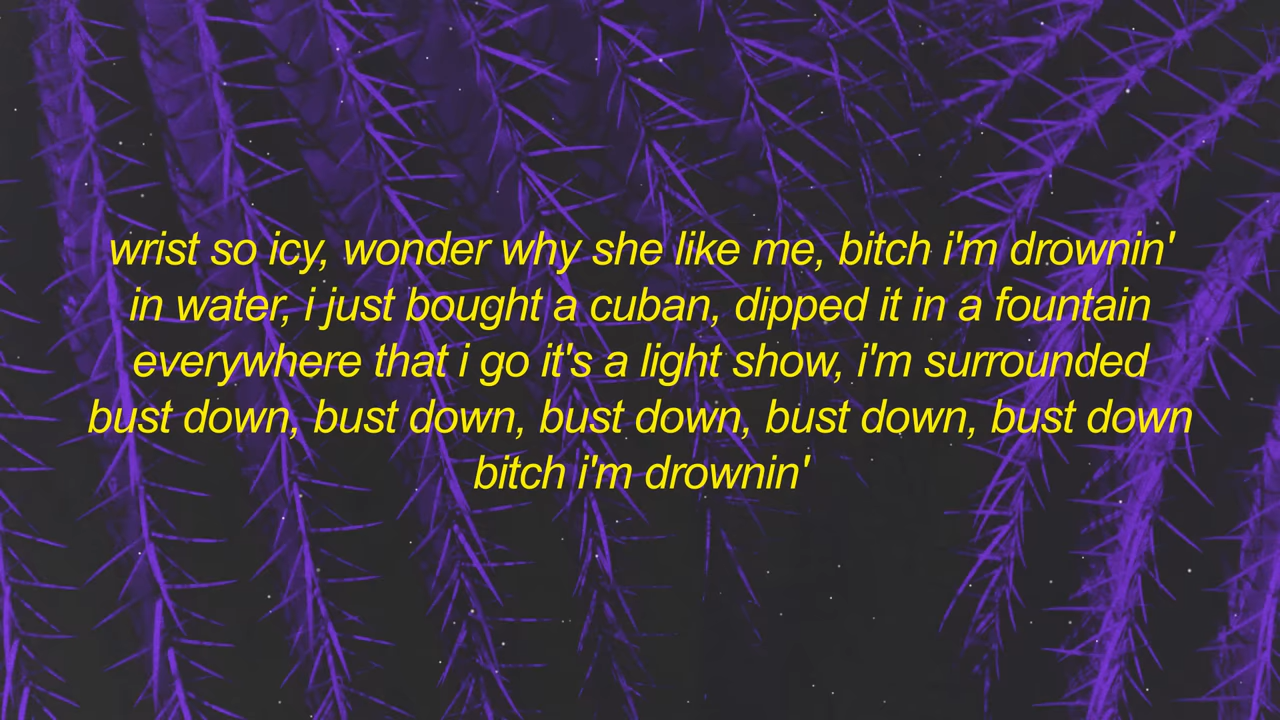 wrist so icy, wonder why she like me, bitch i'm drownin'
in water, i just bought a cuban, dipped it in a fountain
everywhere that i go it's a light show, i'm surrounded
bust down, bust down, bust down, bust down, bust down
bitch i'm drownin'